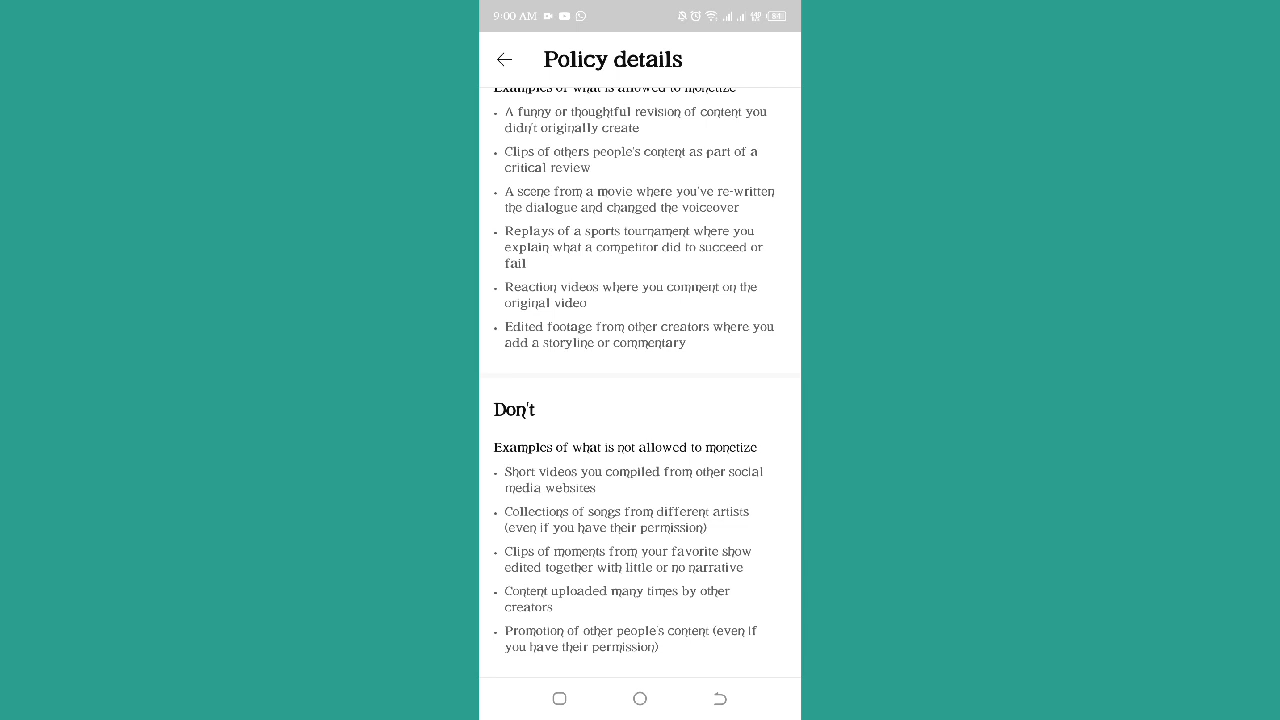 9:00 AM
Policy details
Examples of what is allowed to monetize
• A funny or thoughtful revision of content you
didn't originally create
• Clips of others people's content as part of a
critical review
• A scene from a movie where you've re-written
the dialogue and changed the voiceover
• Replays of a sports tournament where you
explain what a competitor did to succeed or
fail
• Reaction videos where you comment on the
original video
• Edited footage from other creators where you
add a storyline or commentary
Don't
Examples of what is not allowed to monetize
• Short videos you compiled from other social
media websites
• Collections of songs from different artists
(even if you have their permission)
• Clips of moments from your favorite show
edited together with little or no narrative
• Content uploaded many times by other
creators
• Promotion of other people's content (even if
you have their permission)